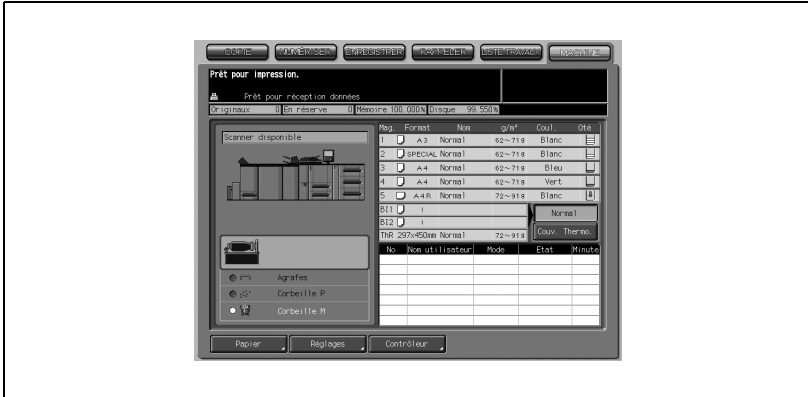 COPIE NUMÉRISER ENREGISTRER RAPPELER LISTE TRAVAUX MACHINE
Prêt pour impression.
Prêt pour réception données
Originaux 0 En réserve 0 Mémoire 100.000% Disque 99.550%
Scanner disponible
Mag. Format Nom g/m² Coul. Qté
1 A3 Normal 62~71g Blanc
2 SPECIAL Normal 62~71g Blanc
3 A4 Normal 62~71g Bleu
4 A4 Normal 62~71g Vert
5 A4R Normal 72~91g Blanc
BI1
BI2
Normal
ThR 297x450mm Normal 72~91g
Couv. Thermo.
No Nom utilisateur Mode Etat Minute
Agrafes
Corbeille P
Corbeille M
Papier Réglages Contrôleur